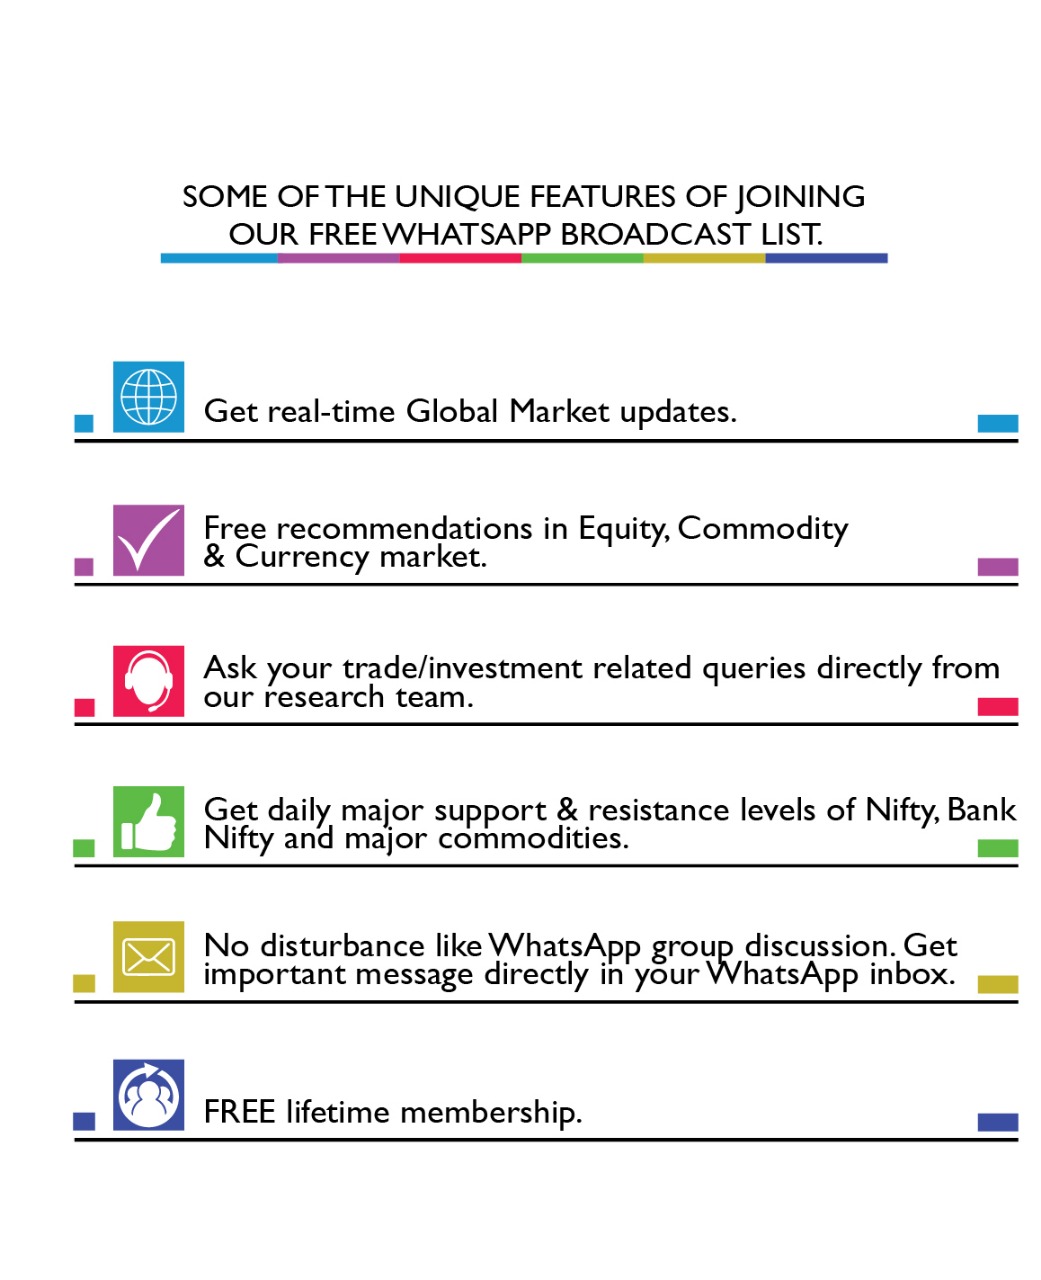 SOME OF THE UNIQUE FEATURES OF JOINING
OUR FREE WHATSAPP BROADCAST LIST.
Get real-time Global Market updates.
Free recommendations in Equity, Commodity
& Currency market.
Ask your trade/investment related queries directly from
our research team.
Get daily major support & resistance levels of Nifty, Bank
Nifty and major commodities.
No disturbance like WhatsApp group discussion. Get
important message directly in your WhatsApp inbox.
FREE lifetime membership.